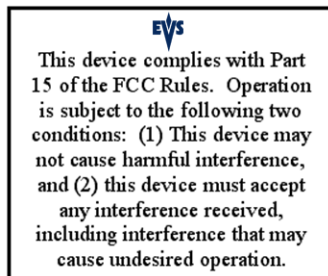 EVS
This device complies with Part
15 of the FCC Rules.  Operation
is subject to the following two
conditions:  (1) This device may
not cause harmful interference,
and (2) this device must accept
any interference received,
including interference that may
cause undesired operation.